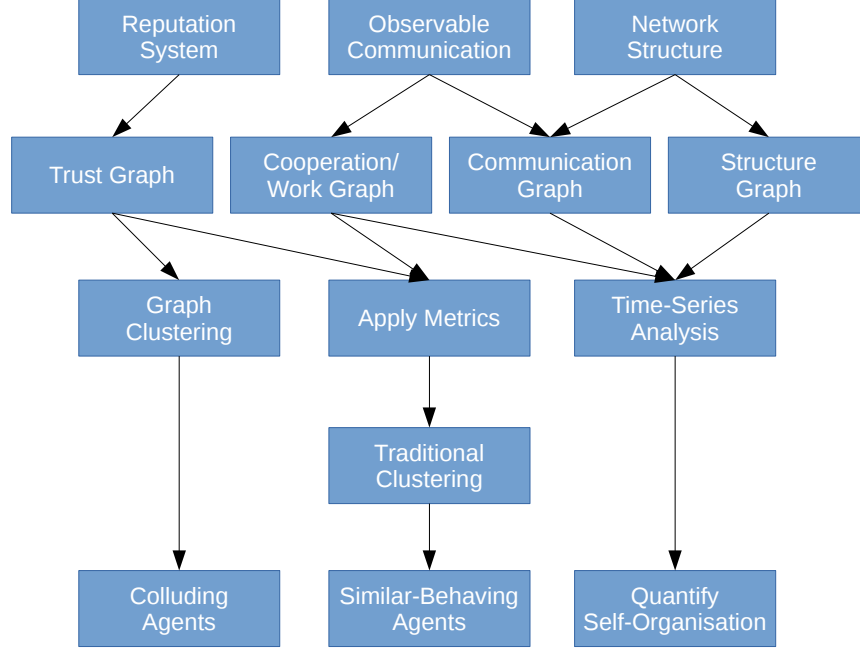 Reputation
System
Observable
Communication
Network
Structure
Trust Graph
Cooperation/
Work Graph
Communication
Graph
Structure
Graph
Graph
Clustering
Apply Metrics
Time-Series
Analysis
Traditional
Clustering
Colluding
Agents
Similar-Behaving
Agents
Quantify
Self-Organisation